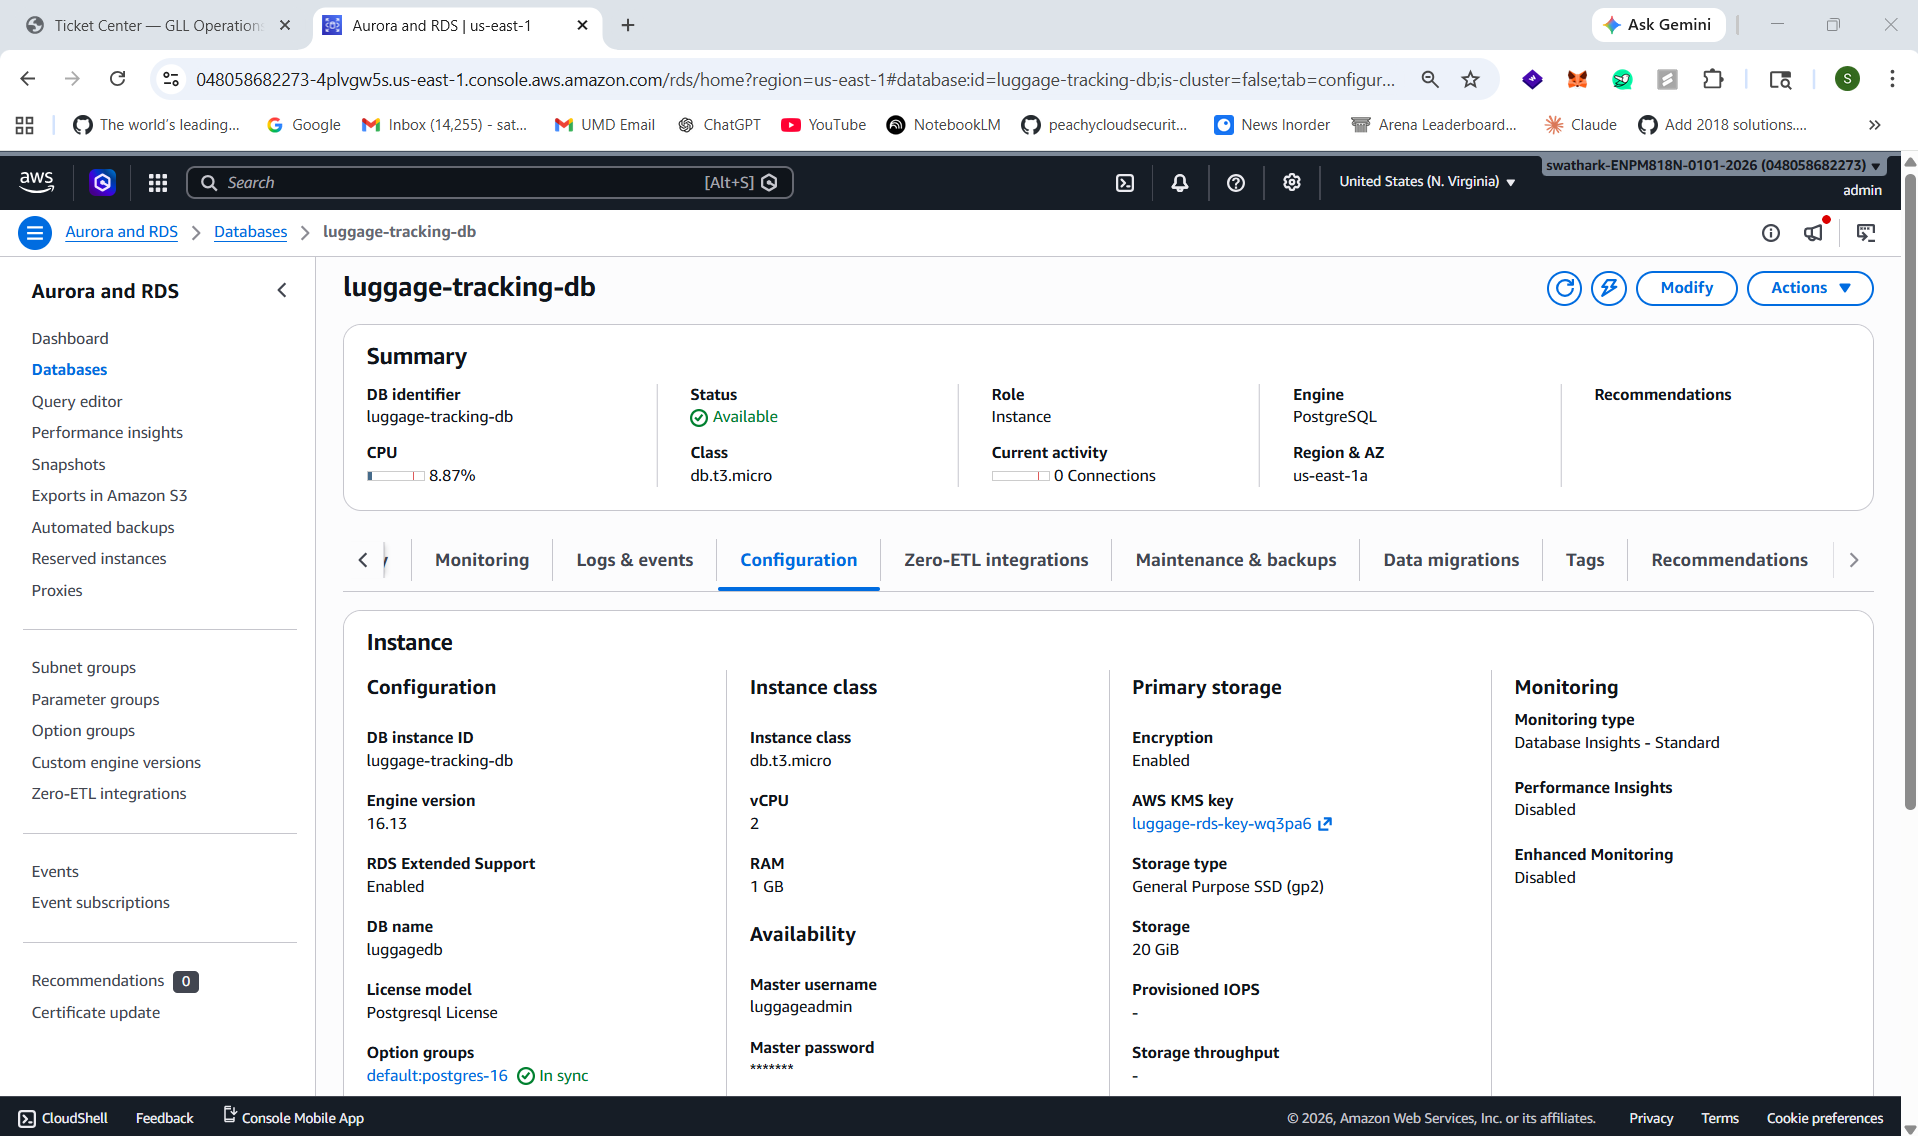 Ticket Center — GLL Operation
Aurora and RDS | us-east-1
Ask Gemini
048058682273-4plvgw5s.us-east-1.console.aws.amazon.com/rds/home?region=us-east-1#database:id=luggage-tracking-db;is-cluster=false;tab=configur...
S
The world's leading...
Google
Inbox (14,255) - sat...
UMD Email
ChatGPT
YouTube
NotebookLM
peachycloudsecurit...
News Inorder
Arena Leaderboard...
Claude
Add 2018 solutions....
aws
Search
[Alt+S]
United States (N. Virginia)
swathark-ENPM818N-0101-2026 (048058682273)
admin
Aurora and RDS
Databases
luggage-tracking-db
Aurora and RDS
Dashboard
Databases
Query editor
Performance insights
Snapshots
Exports in Amazon S3
Automated backups
Reserved instances
Proxies
Subnet groups
Parameter groups
Option groups
Custom engine versions
Zero-ETL integrations
Events
Event subscriptions
Recommendations 0
Certificate update
luggage-tracking-db
Modify
Actions
Summary
DB identifier
luggage-tracking-db
Status
Available
Role
Instance
Engine
PostgreSQL
Recommendations
CPU
8.87%
Class
db.t3.micro
Current activity
0 Connections
Region & AZ
us-east-1a
Monitoring
Logs & events
Configuration
Zero-ETL integrations
Maintenance & backups
Data migrations
Tags
Recommendations
Instance
Configuration
DB instance ID
luggage-tracking-db
Engine version
16.13
RDS Extended Support
Enabled
DB name
luggagedb
License model
Postgresql License
Option groups
default:postgres-16 In sync
Instance class
Instance class
db.t3.micro
vCPU
2
RAM
1 GB
Availability
Master username
luggageadmin
Master password
*******
Primary storage
Encryption
Enabled
AWS KMS key
luggage-rds-key-wq3pa6
Storage type
General Purpose SSD (gp2)
Storage
20 GiB
Provisioned IOPS
-
Storage throughput
-
Monitoring
Monitoring type
Database Insights - Standard
Performance Insights
Disabled
Enhanced Monitoring
Disabled
CloudShell
Feedback
Console Mobile App
© 2026, Amazon Web Services, Inc. or its affiliates.
Privacy
Terms
Cookie preferences